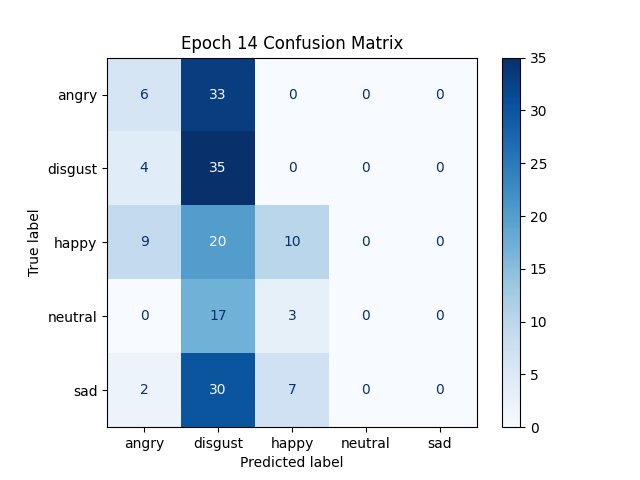 Epoch 14 Confusion Matrix
True label
angry 6 33 0 0 0
disgust 4 35 0 0 0
happy 9 20 10 0 0
neutral 0 17 3 0 0
sad 2 30 7 0 0
angry disgust happy neutral sad
Predicted label
35
30
25
20
15
10
5
0